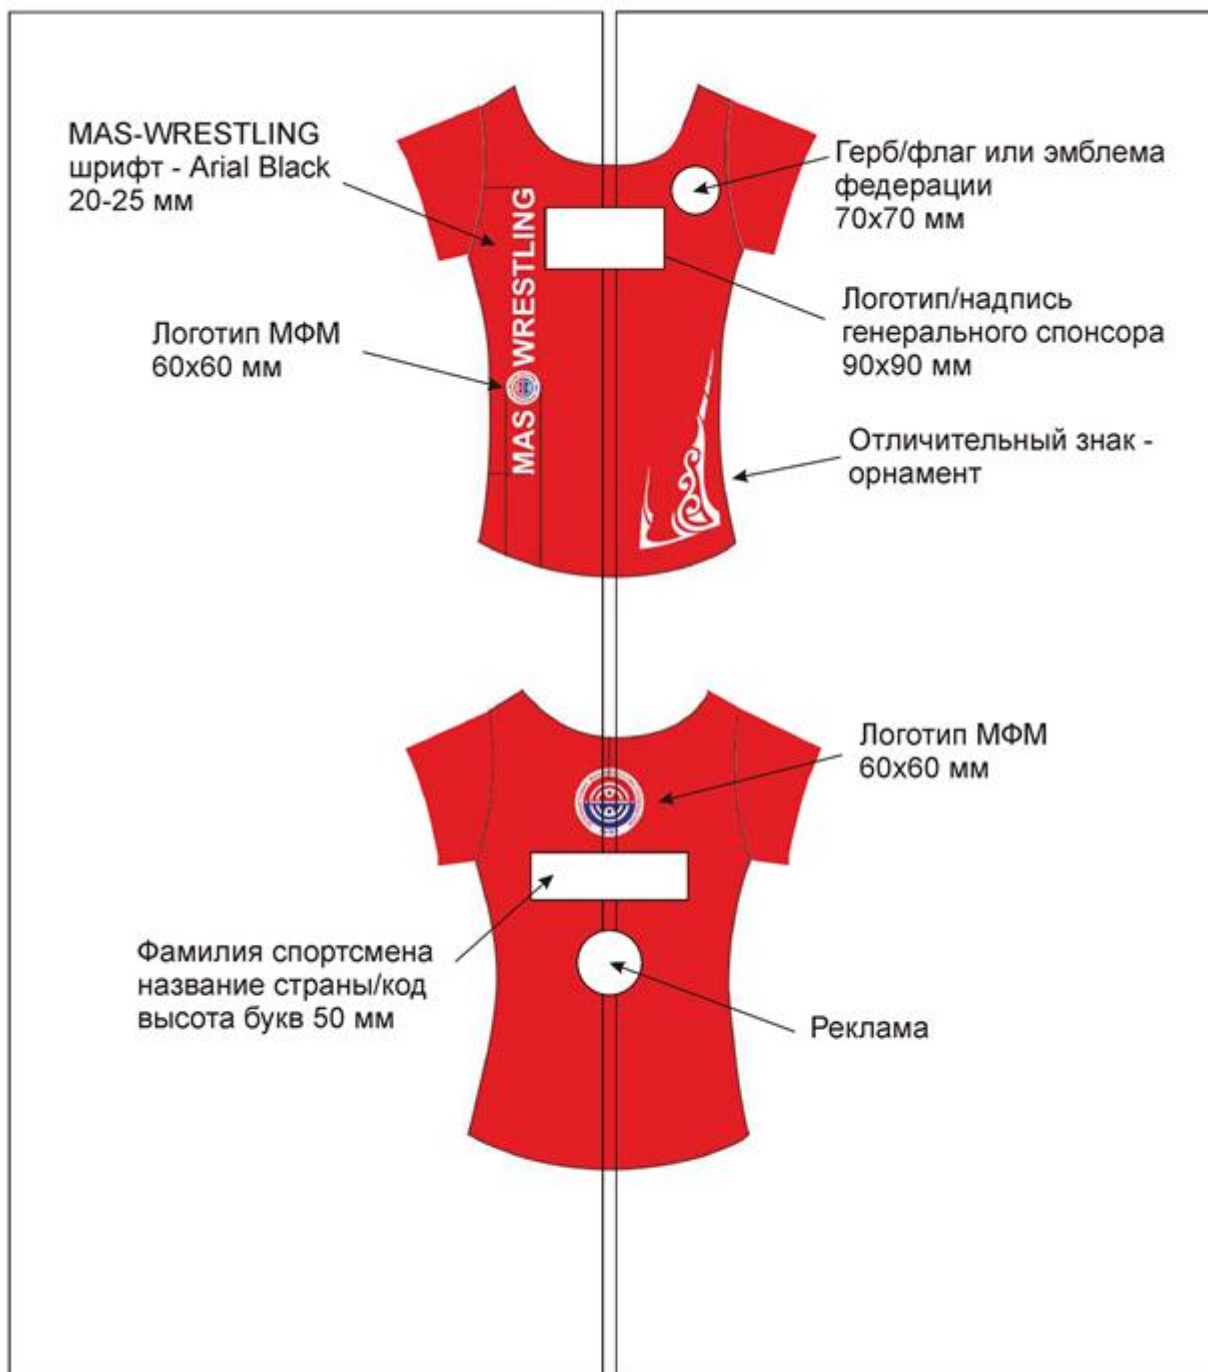 MAS-WRESTLING
шрифт - Arial Black
20-25 мм
Герб/флаг или эмблема
федерации
70х70 мм
MAS WRESTLING
Логотип МФМ
60х60 мм
Логотип/надпись
генерального спонсора
90х90 мм
Отличительный знак -
орнамент
Логотип МФМ
60х60 мм
Фамилия спортсмена
название страны/код
высота букв 50 мм
Реклама